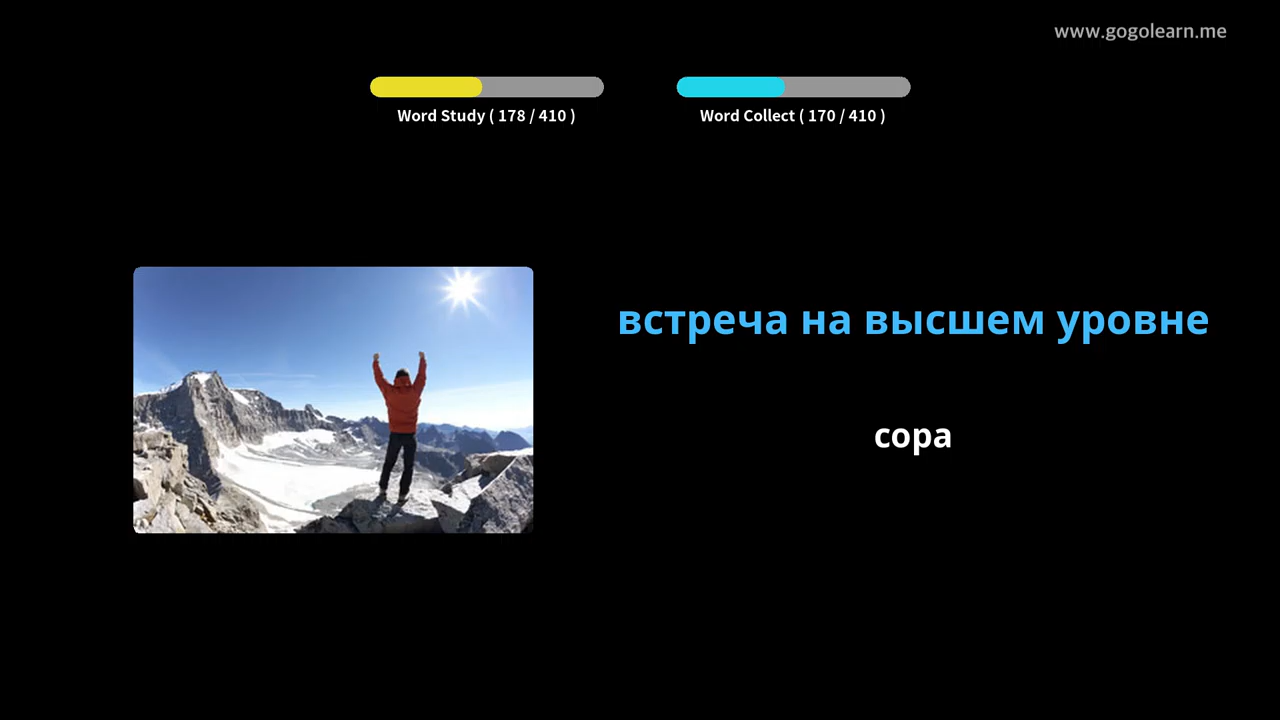 www.gogolearn.me
Word Study ( 178 / 410 )
Word Collect ( 170 / 410 )
встреча на высшем уровне
сора